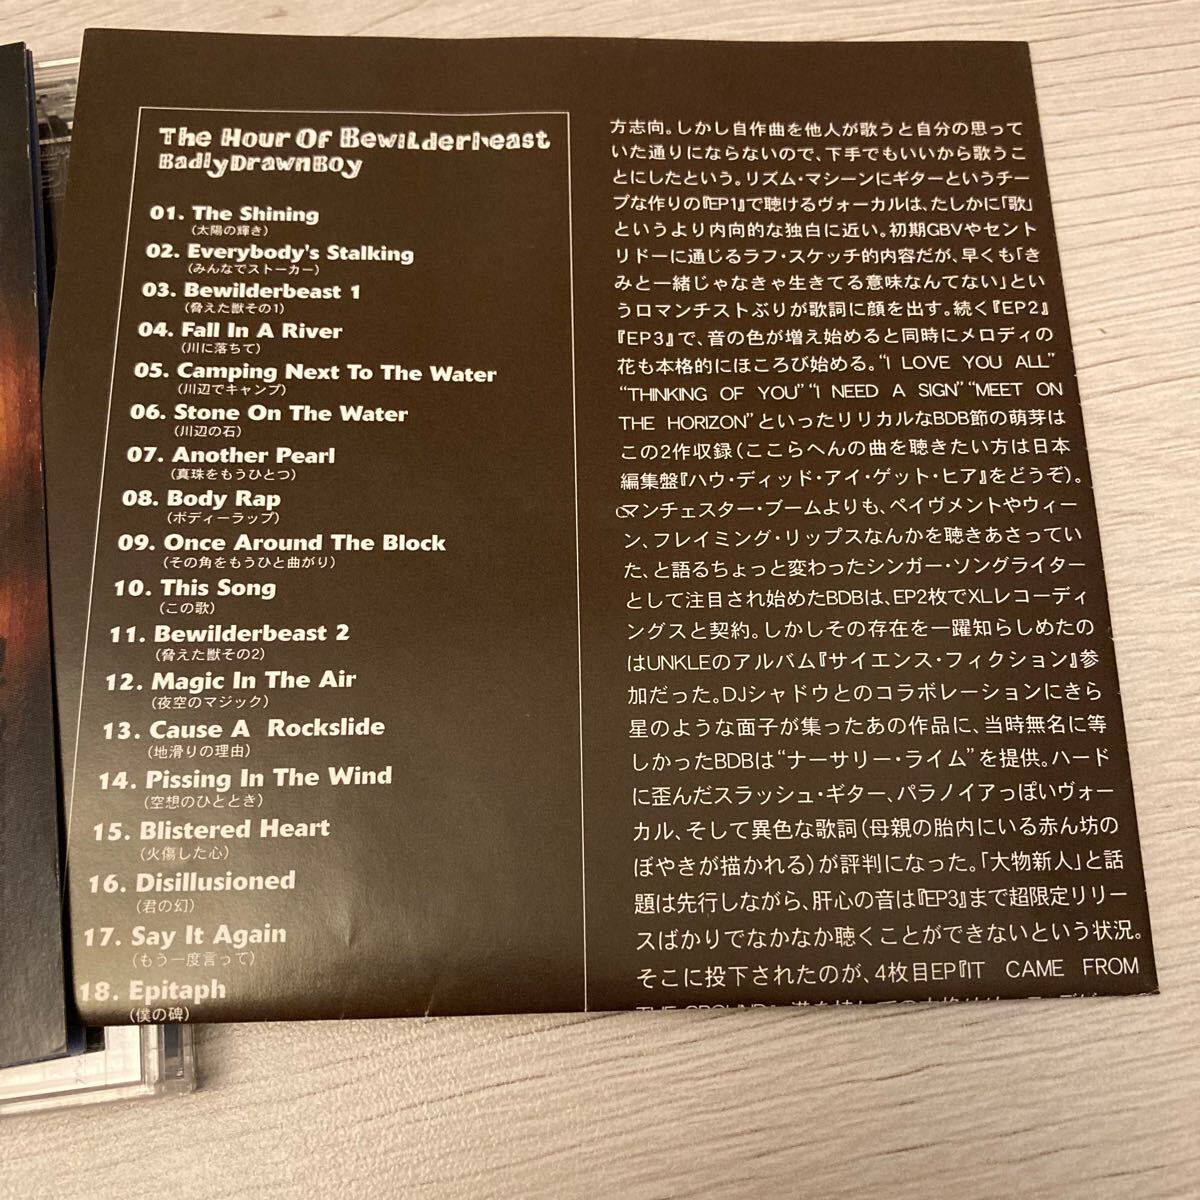 The Hour Of Bewilderbeast
Badly Drawn Boy
01. The Shining
(太陽の輝き)
02. Everybody's Stalking
(みんなでストーカー)
03. Bewilderbeast 1
(脅えた獣その1)
04. Fall In A River
(川に落ちて)
05. Camping Next To The Water
(川辺でキャンプ)
06. Stone On The Water
(川辺の石)
07. Another Pearl
(真珠をもうひとつ)
08. Body Rap
(ボディーラップ)
09. Once Around The Block
(その角をもうひと曲がり)
10. This Song
(この歌)
11. Bewilderbeast 2
(脅えた獣その2)
12. Magic In The Air
(夜空のマジック)
13. Cause A Rockslide
(地滑りの理由)
14. Pissing In The Wind
(空想のひととき)
15. Blistered Heart
(火傷した心)
16. Disillusioned
(君の幻)
17. Say It Again
(もう一度言って)
18. Epitaph
(僕の碑)
方志向。しかし自作曲を他人が歌うと自分の思って
いた通りにならないので、下手でもいいから歌うこ
とにしたという。リズム・マシーンにギターというチー
プな作りの『EP1』で聴けるヴォーカルは、たしかに「歌」
というより内向的な独白に近い。初期GBVやセント
リドーに通じるラフ・スケッチ的内容だが、早くも「き
みと一緒じゃなきゃ生きてる意味なんてない」とい
うロマンチストぶりが歌詞に顔を出す。続く『EP2』
『EP3』で、音の色が増え始めると同時にメロディの
花も本格的にほころび始める。“I LOVE YOU ALL”
“THINKING OF YOU”“I NEED A SIGN”“MEET ON
THE HORIZON”といったリリカルなBDB節の萌芽は
この2作収録(ここらへんの曲を聴きたい方は日本
編集盤『ハウ・ディッド・アイ・ゲット・ヒア』をどうぞ)。
マンチェスター・ブームよりも、ペイヴメントやウィー
ン、フレイミング・リップスなんかを聴きあさってい
た、と語るちょっと変わったシンガー・ソングライター
として注目され始めたBDBは、EP2枚でXLレコーディ
ングスと契約。しかしその存在を一躍知らしめたの
はUNKLEのアルバム『サイエンス・フィクション』参
加だった。DJシャドウとのコラボレーションにきら
星のような面子が集ったあの作品に、当時無名に等
しかったBDBは“ナーサリー・ライム”を提供。ハード
に歪んだスラッシュ・ギター、パラノイアっぽいヴォー
カル、そして異色な歌詞(母親の胎内にいる赤ん坊の
ぼやきが描かれる)が評判になった。「大物新人」と話
題は先行しながら、肝心の音は『EP3』まで超限定リリー
スばかりでなかなか聴くことができないという状況。
そこに投下されたのが、4枚目EP『IT CAME FROM
THE GROUND』。